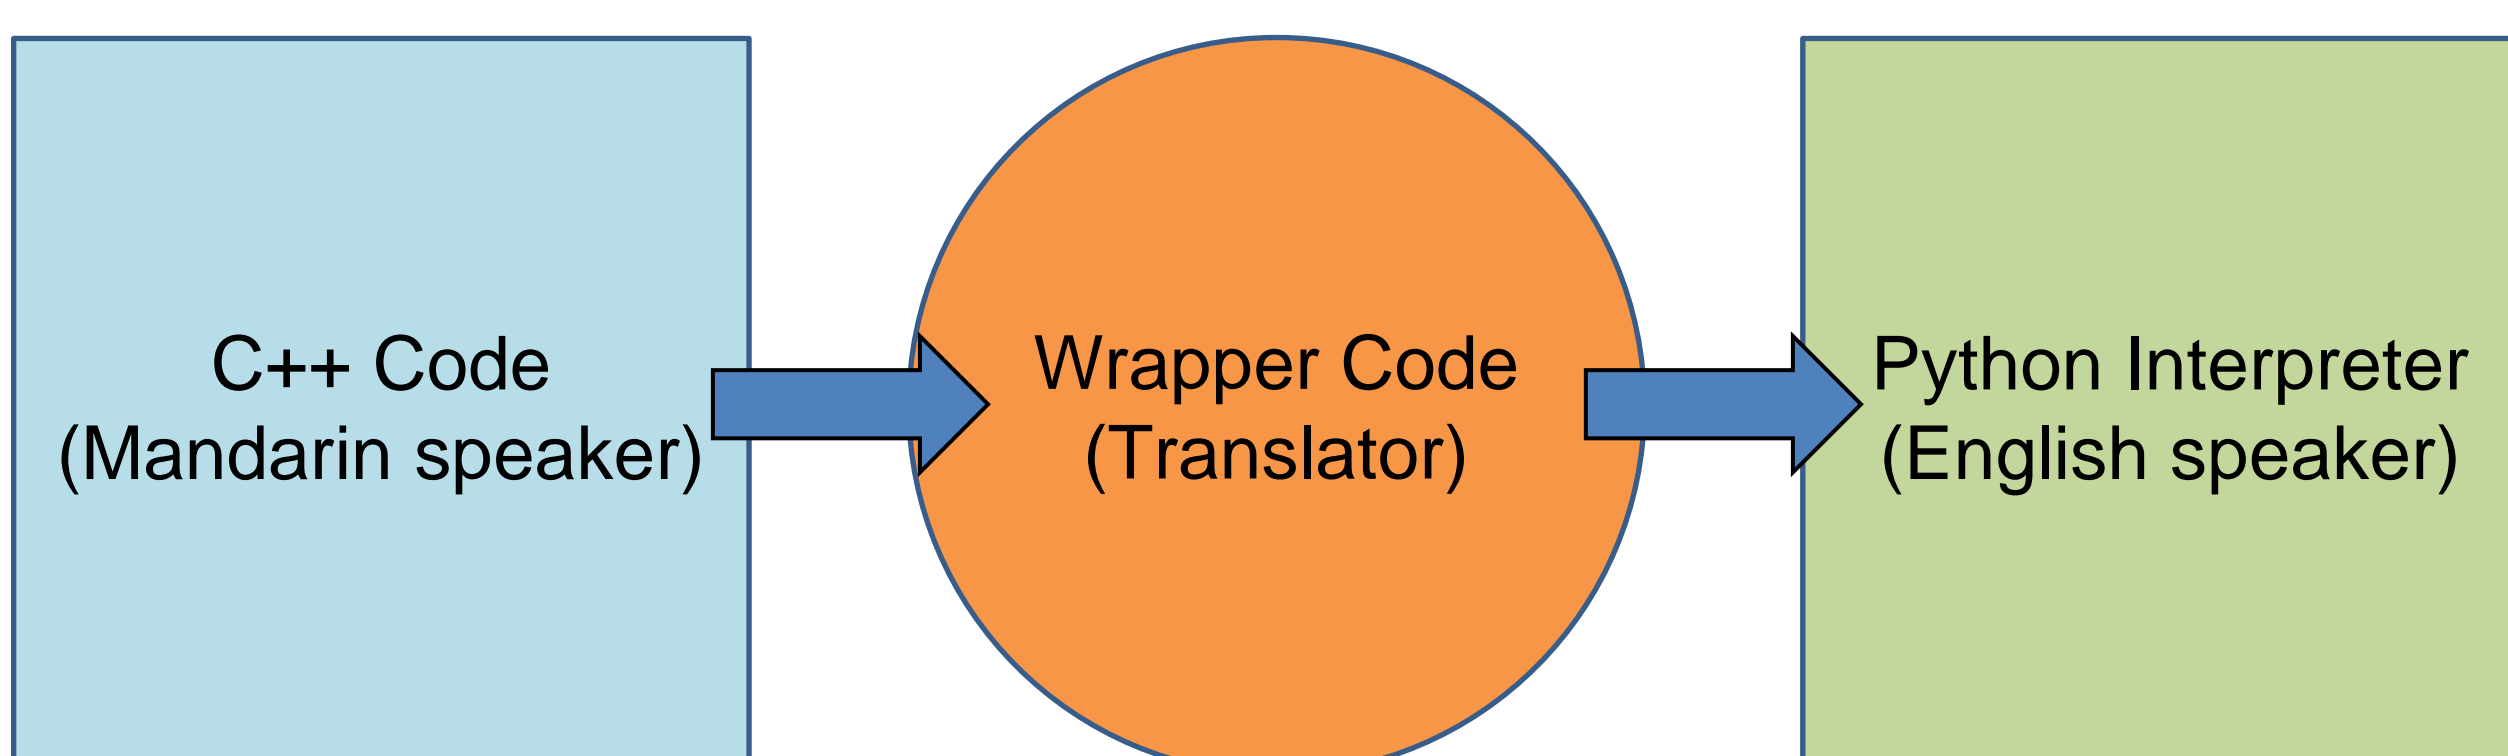 C++ Code
(Mandarin speaker)
Wrapper Code
(Translator)
Python Interpreter
(English speaker)